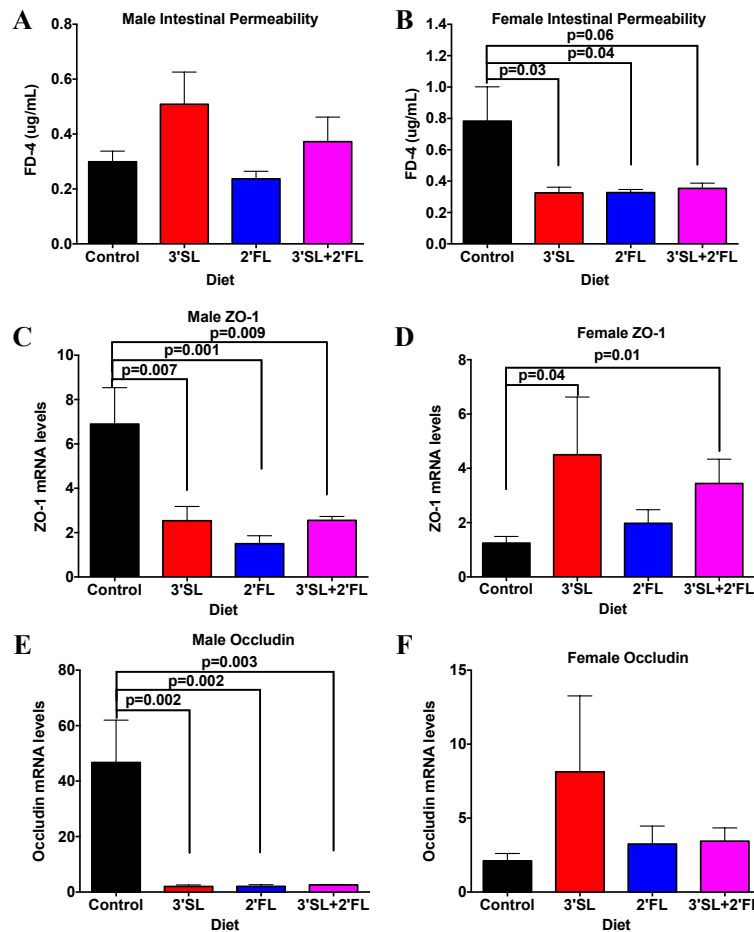 A
Male Intestinal Permeability
FD-4 (ug/mL)
0.8
0.6
0.4
0.2
0.0
Control 3'SL 2'FL 3'SL+2'FL
Diet
B
Female Intestinal Permeability
FD-4 (ug/mL)
1.4
1.2
1.0
0.8
0.6
0.4
0.2
0.0
p=0.06
p=0.04
p=0.03
Control 3'SL 2'FL 3'SL+2'FL
Diet
C
Male ZO-1
ZO-1 mRNA levels
10
8
6
4
2
0
p=0.009
p=0.001
p=0.007
Control 3'SL 2'FL 3'SL+2'FL
Diet
D
Female ZO-1
ZO-1 mRNA levels
8
6
4
2
0
p=0.01
p=0.04
Control 3'SL 2'FL 3'SL+2'FL
Diet
E
Male Occludin
Occludin mRNA levels
80
60
40
20
0
p=0.003
p=0.002
p=0.002
Control 3'SL 2'FL 3'SL+2'FL
Diet
F
Female Occludin
Occludin mRNA levels
15
10
5
0
Control 3'SL 2'FL 3'SL+2'FL
Diet